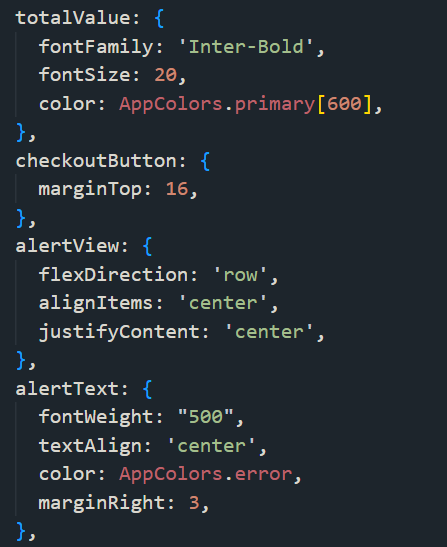 totalValue: {
  fontFamily: 'Inter-Bold',
  fontSize: 20,
  color: AppColors.primary[600],
},
checkoutButton: {
  marginTop: 16,
},
alertView: {
  flexDirection: 'row',
  alignItems: 'center',
  justifyContent: 'center',
},
alertText: {
  fontWeight: "500",
  textAlign: 'center',
  color: AppColors.error,
  marginRight: 3,
},